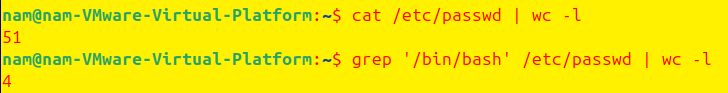 nam@nam-VMware-Virtual-Platform:~$ cat /etc/passwd | wc -l
51
nam@nam-VMware-Virtual-Platform:~$ grep '/bin/bash' /etc/passwd | wc -l
4